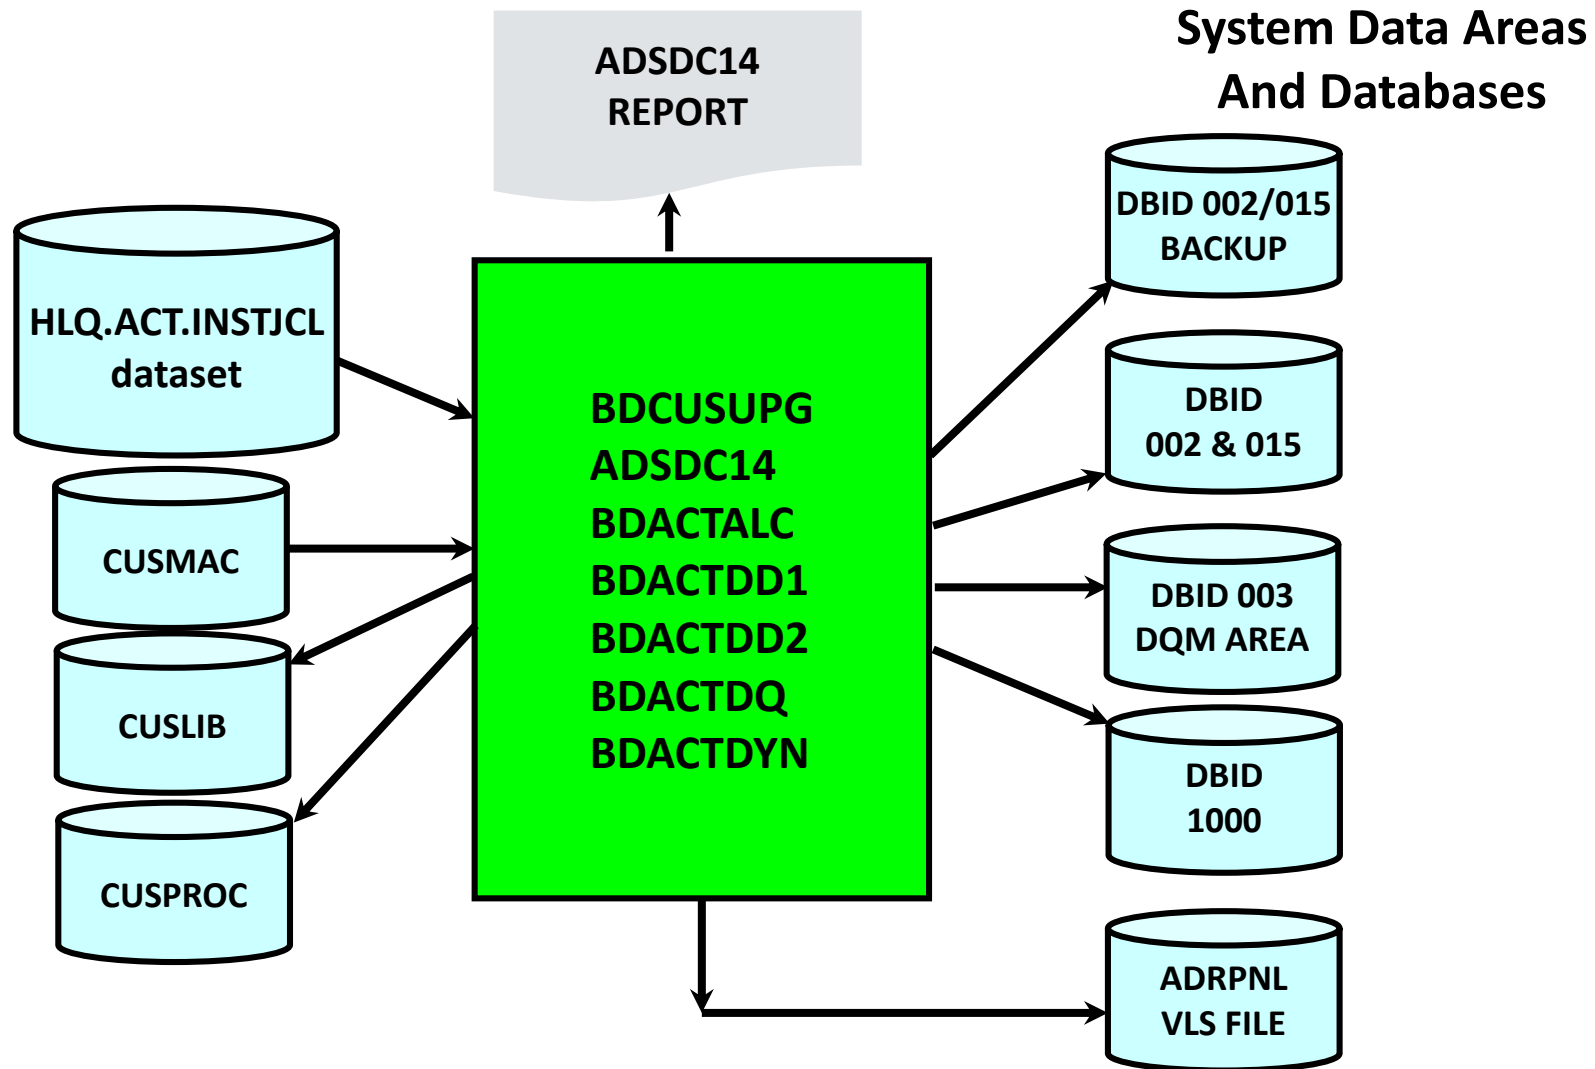 System Data Areas
And Databases
ADSDC14
REPORT
HLQ.ACT.INSTJCL
dataset
CUSMAC
CUSLIB
CUSPROC
BDCUSUPG
ADSDC14
BDACTALC
BDACTDD1
BDACTDD2
BDACTDQ
BDACTDYN
DBID 002/015
BACKUP
DBID
002 & 015
DBID 003
DQM AREA
DBID
1000
ADRPNL
VLS FILE